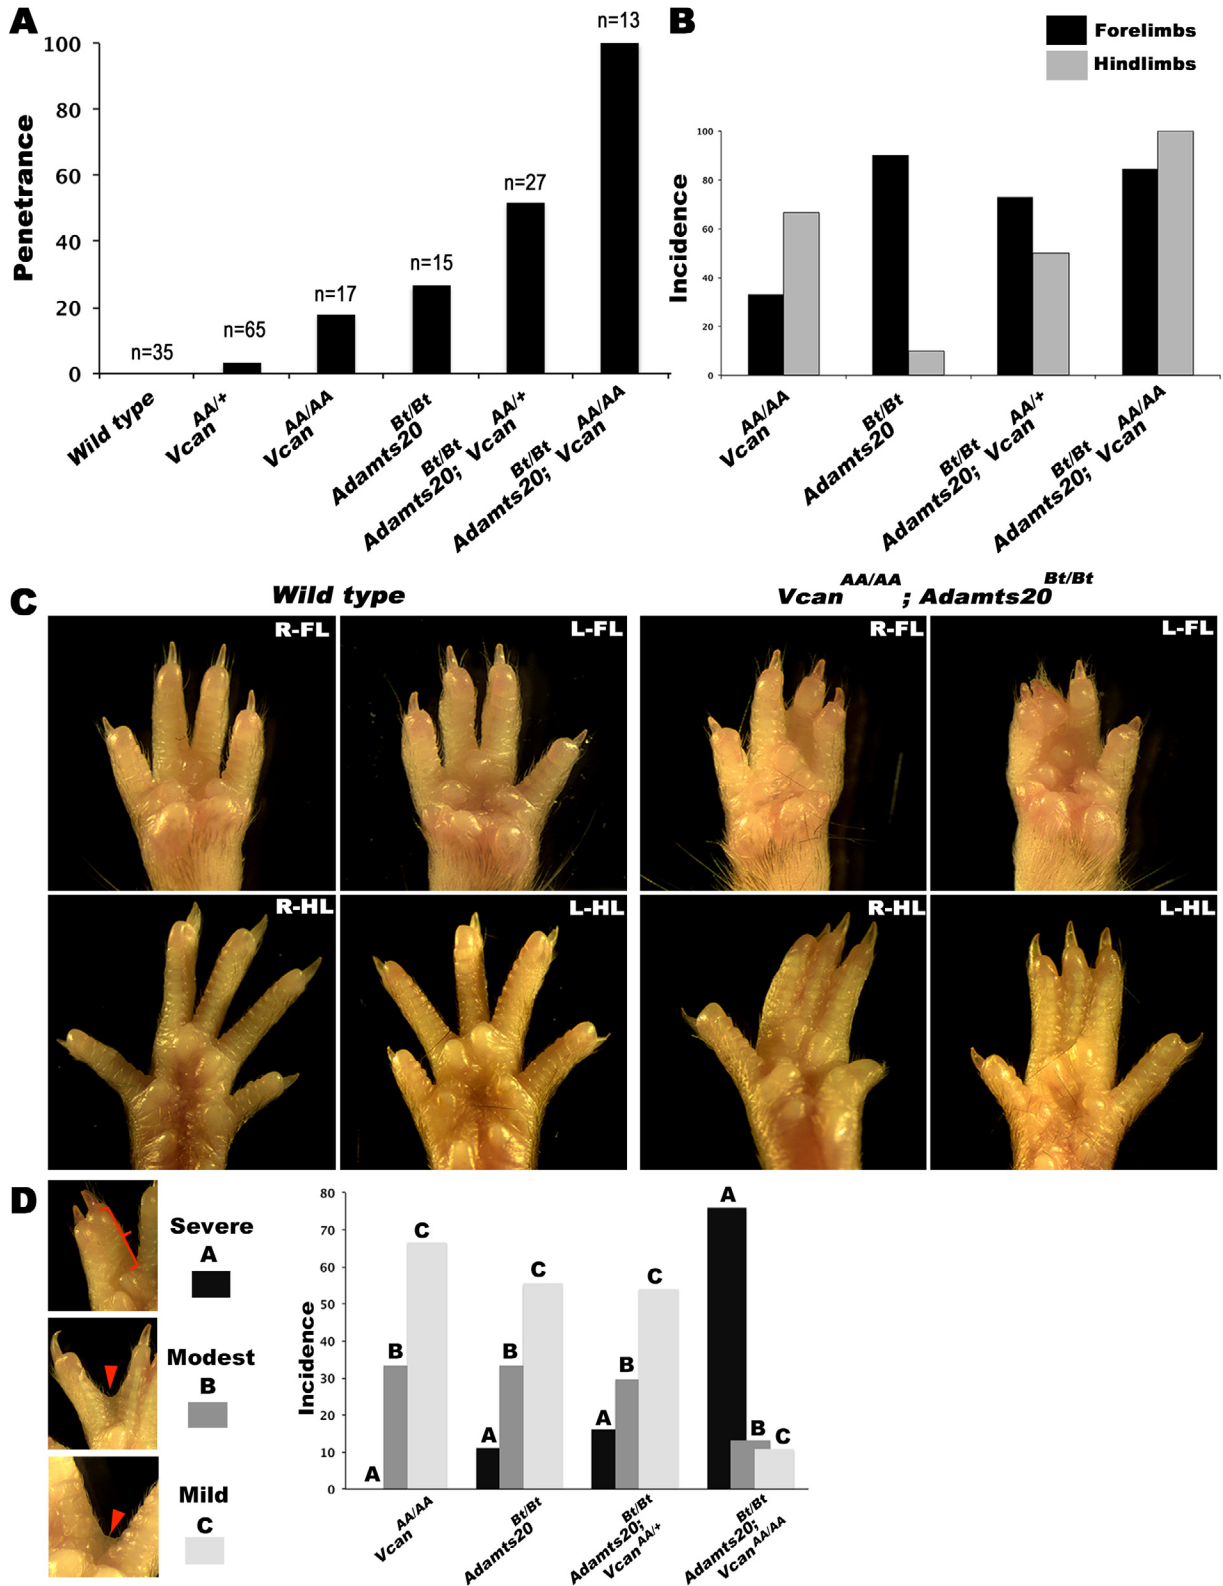 A
Penetrance
100
80
60
40
20
0
n=35
n=65
n=17
n=15
n=27
n=13
Wild type
Vcan AA/+
Vcan AA/AA
Adamts20 Bt/Bt
Adamts20; Bt/Bt Vcan AA/+
Adamts20; Bt/Bt Vcan AA/AA
B
Forelimbs
Hindlimbs
Incidence
100
80
60
40
20
0
Vcan AA/AA
Adamts20 Bt/Bt
Adamts20; Bt/Bt Vcan AA/+
Adamts20; Bt/Bt Vcan AA/AA
C
Wild type
Vcan AA/AA ; Adamts20 Bt/Bt
R-FL
L-FL
R-FL
L-FL
R-HL
L-HL
R-HL
L-HL
D
Severe
A
Modest
B
Mild
C
Incidence
80
70
60
50
40
30
20
10
0
A
B
C
A
B
C
A
B
C
A
B
C
Vcan AA/AA
Adamts20 Bt/Bt
Adamts20; Bt/Bt
Vcan AA/+
Adamts20; Bt/Bt
Vcan AA/AA